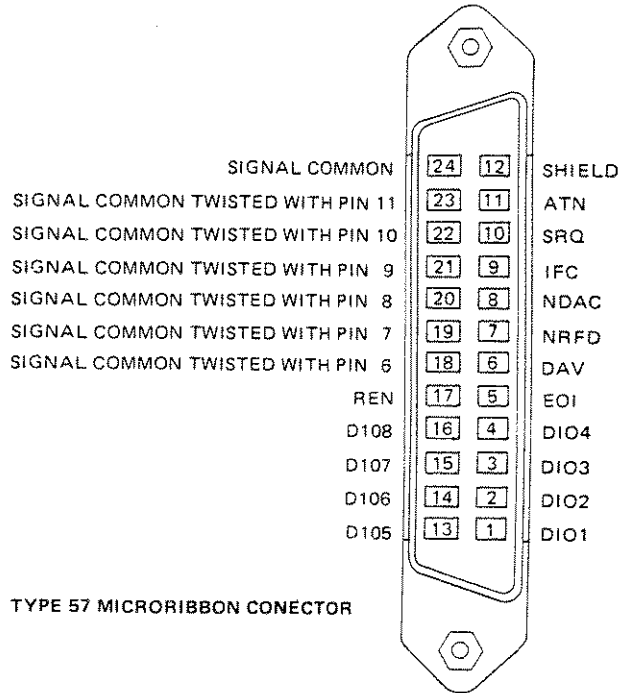 SIGNAL COMMON 24 12 SHIELD
SIGNAL COMMON TWISTED WITH PIN 11 23 11 ATN
SIGNAL COMMON TWISTED WITH PIN 10 22 10 SRQ
SIGNAL COMMON TWISTED WITH PIN 9 21 9 IFC
SIGNAL COMMON TWISTED WITH PIN 8 20 8 NDAC
SIGNAL COMMON TWISTED WITH PIN 7 19 7 NRFD
SIGNAL COMMON TWISTED WITH PIN 6 18 6 DAV
REN 17 5 EOI
D108 16 4 DIO4
D107 15 3 DIO3
D106 14 2 DIO2
D105 13 1 DIO1
TYPE 57 MICRORIBBON CONECTOR